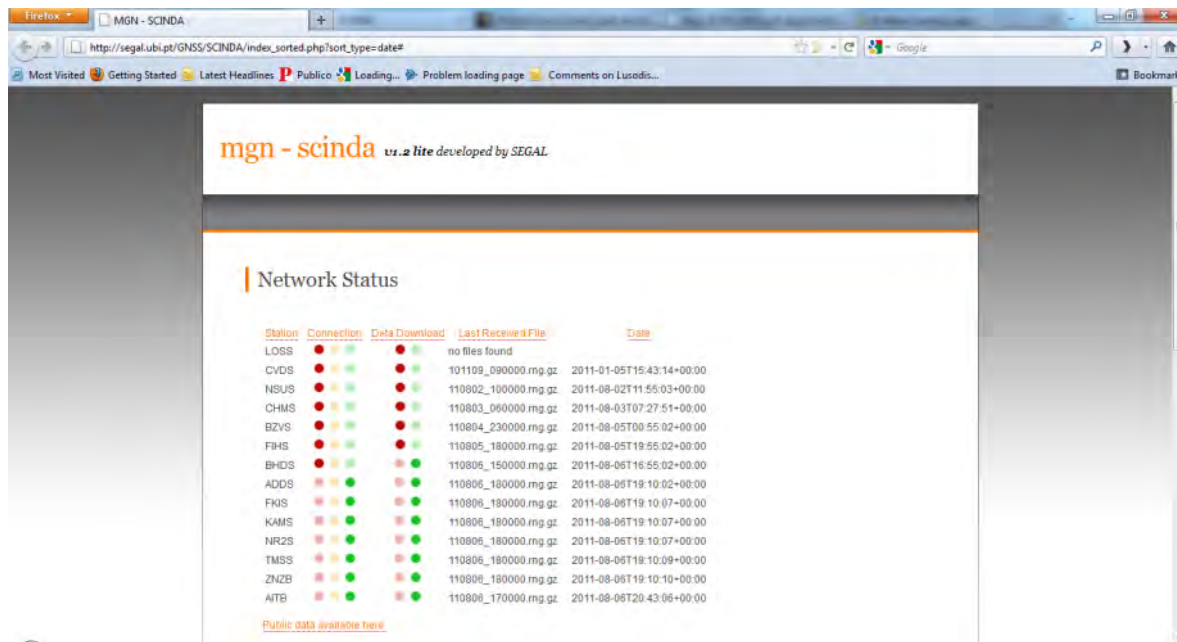 Firefox
MGN - SCINDA
http://segal.ubi.pt/GNSS/SCINDA/index_sorted.php?sort_type=date#
Google
Most Visited Getting Started Latest Headlines Publico Loading... Problem loading page Comments on Lusodis...
Bookmar
mgn - scinda v1.2 lite developed by SEGAL
Network Status
Station Connection Data Download Last Received File Date
LOSS no files found
CVDS 101109_090000.rng.gz 2011-01-05T15:43:14+00:00
NSUS 110802_100000.rng.gz 2011-08-02T11:55:03+00:00
CHMS 110803_060000.rng.gz 2011-08-03T07:27:51+00:00
BZVS 110804_230000.rng.gz 2011-08-05T00:55:02+00:00
FIHS 110805_180000.rng.gz 2011-08-05T19:55:02+00:00
BHDS 110806_150000.rng.gz 2011-08-06T16:55:02+00:00
ADDS 110806_180000.rng.gz 2011-08-06T19:10:02+00:00
FKIS 110806_180000.rng.gz 2011-08-06T19:10:07+00:00
KAMS 110806_180000.rng.gz 2011-08-06T19:10:07+00:00
NR2S 110806_180000.rng.gz 2011-08-06T19:10:07+00:00
TMSS 110806_180000.rng.gz 2011-08-06T19:10:09+00:00
ZNZB 110806_180000.rng.gz 2011-08-06T19:10:10+00:00
AITB 110806_170000.rng.gz 2011-08-06T20:43:06+00:00
Public data available here